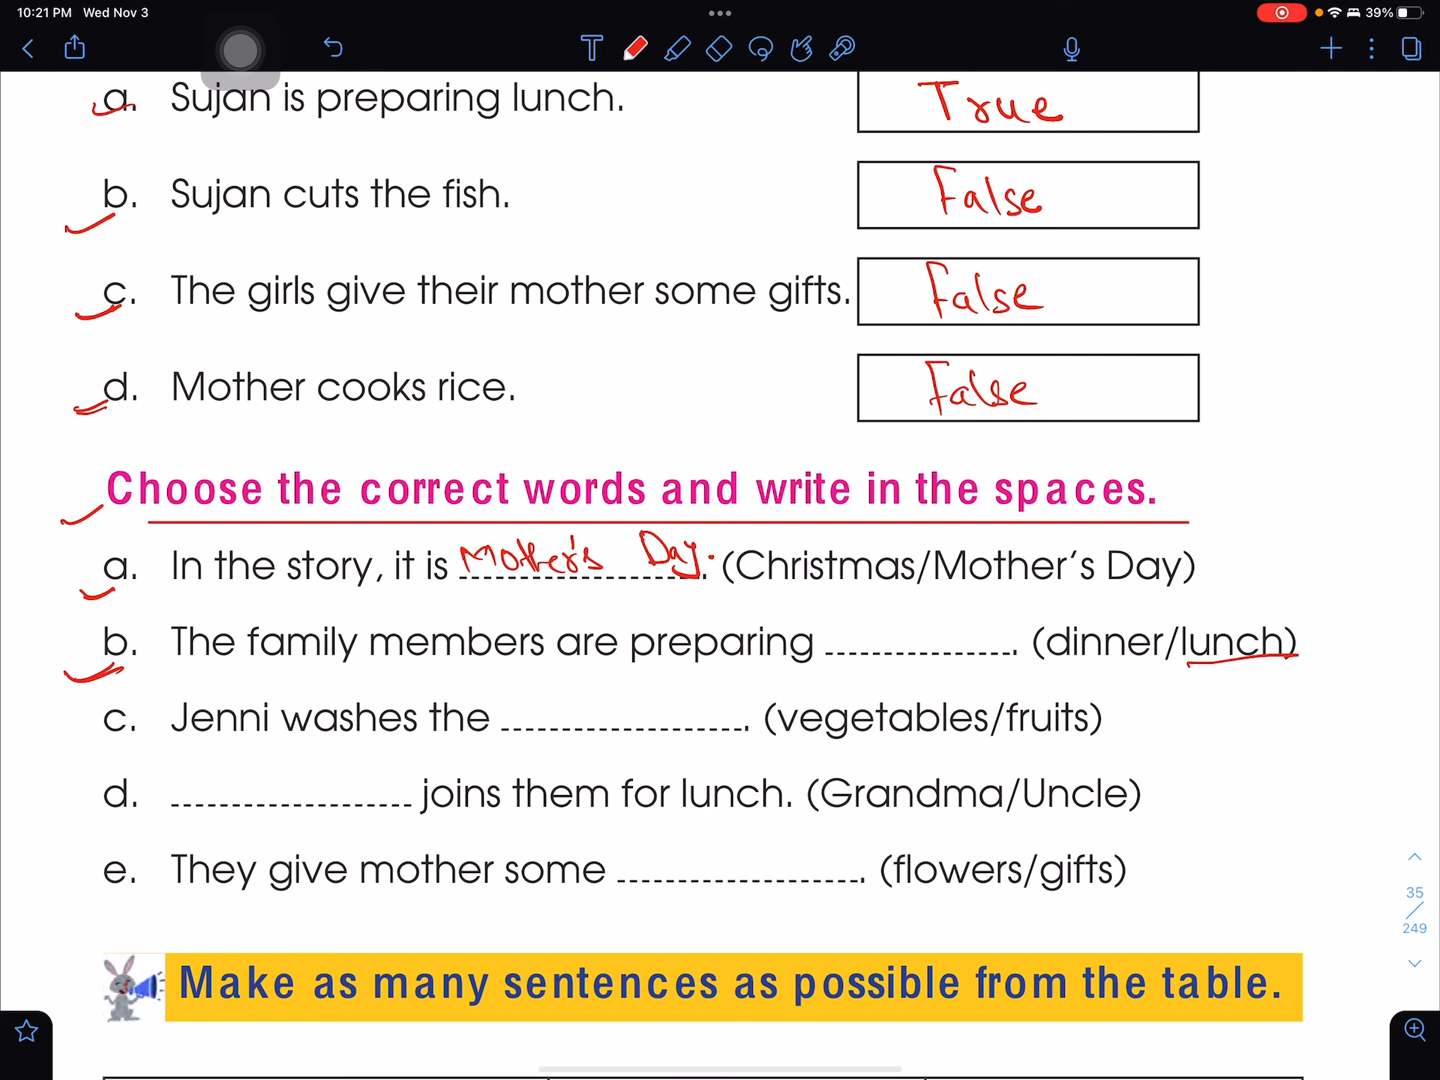 10:21 PM Wed Nov 3
39%
a. Sujan is preparing lunch. True
b. Sujan cuts the fish. False
c. The girls give their mother some gifts. False
d. Mother cooks rice. False
Choose the correct words and write in the spaces.
a. In the story, it is Mother's Day. (Christmas/Mother's Day)
b. The family members are preparing ................. (dinner/lunch)
c. Jenni washes the ..................... (vegetables/fruits)
d. .................... joins them for lunch. (Grandma/Uncle)
e. They give mother some ..................... (flowers/gifts)
35
249
Make as many sentences as possible from the table.